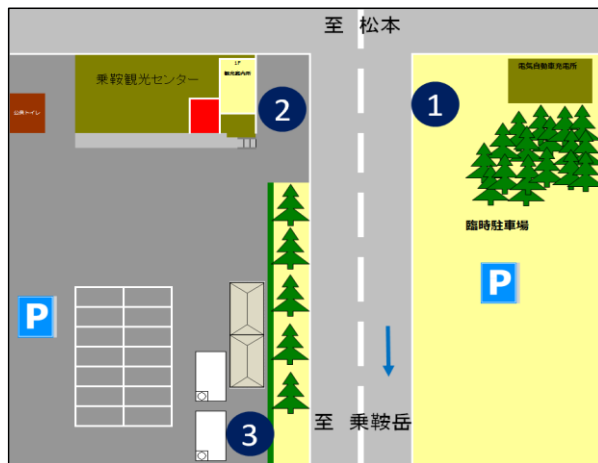 至 松本
1F
観光案内所
乗鞍観光センター
公衆トイレ
電気自動車充電所
1
2
臨時駐車場
P
P
至 乗鞍岳
3